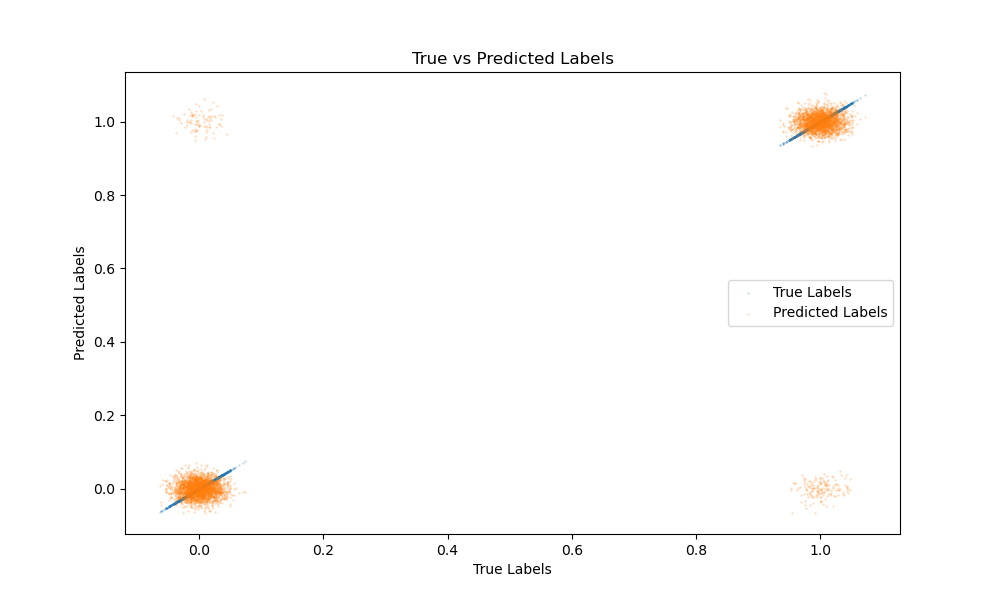 True vs Predicted Labels
Predicted Labels
1.0
0.8
0.6
0.4
0.2
0.0
True Labels
Predicted Labels
0.0 0.2 0.4 0.6 0.8 1.0
True Labels